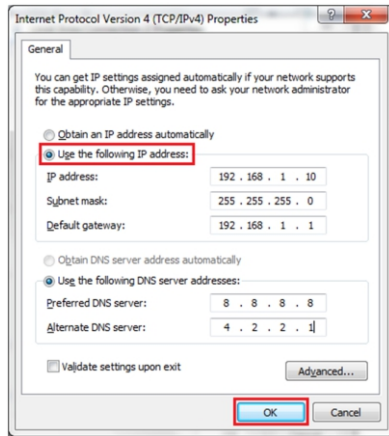 Internet Protocol Version 4 (TCP/IPv4) Properties
General
You can get IP settings assigned automatically if your network supports
this capability. Otherwise, you need to ask your network administrator
for the appropriate IP settings.
Obtain an IP address automatically
Use the following IP address:
IP address: 192 . 168 . 1 . 10
Subnet mask: 255 . 255 . 255 . 0
Default gateway: 192 . 168 . 1 . 1
Obtain DNS server address automatically
Use the following DNS server addresses:
Preferred DNS server: 8 . 8 . 8 . 8
Alternate DNS server: 4 . 2 . 2 . 1
Validate settings upon exit
Advanced...
OK Cancel